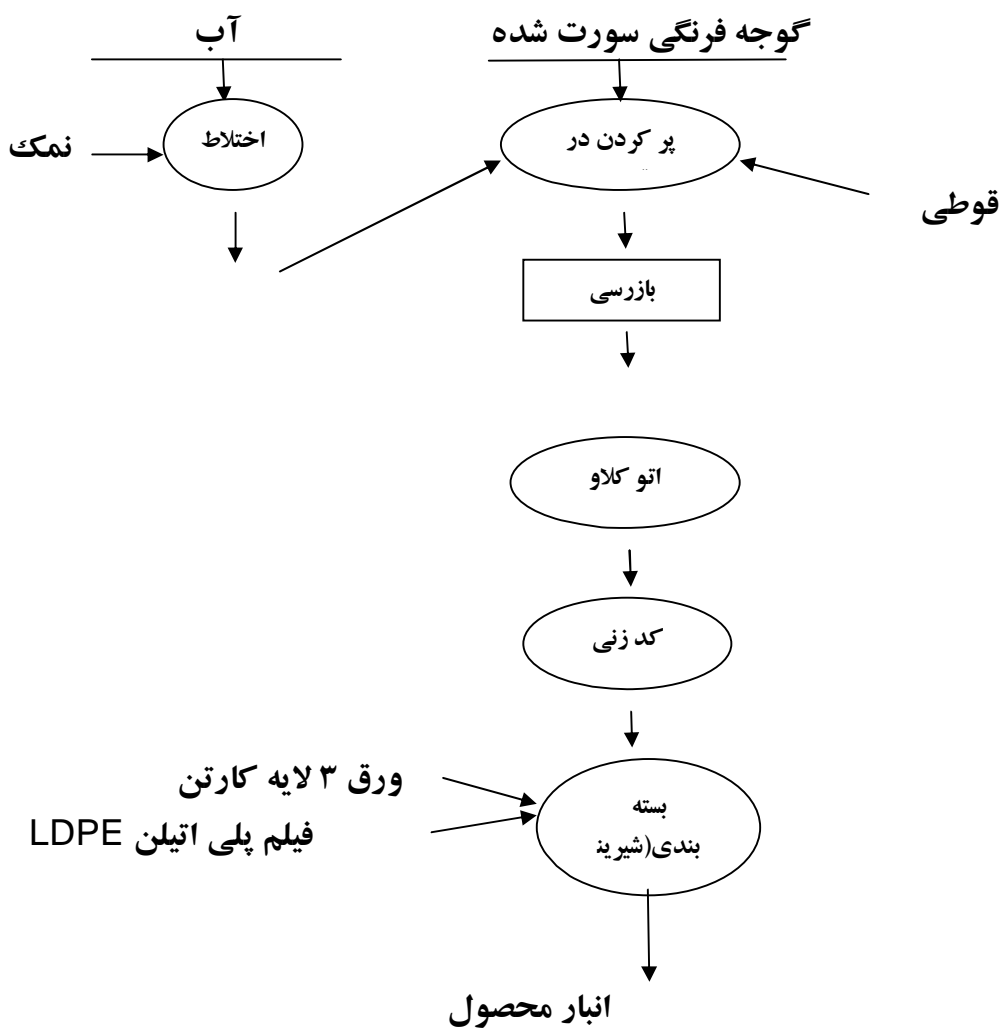 گوجه فرنگی سورت شده
آب
پر کردن در
اختلاط
نمک
قوطی
بازرسی
اتو کلاو
کد زنی
ورق ۳ لایه کارتن
فیلم پلی اتیلن LDPE
بسته
بندی(شیرین
انبار محصول